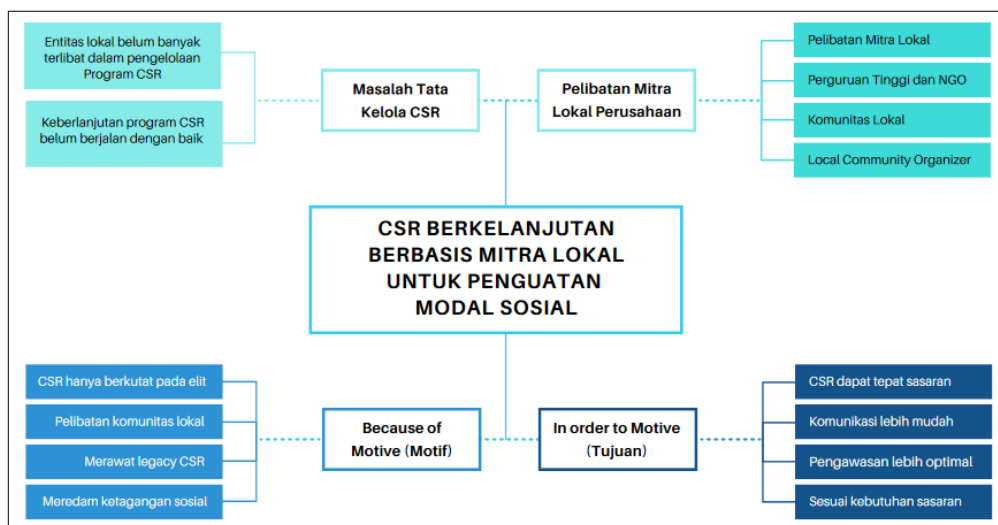 Entitas lokal belum banyak
terlibat dalam pengelolaan
Program CSR
Keberlanjutan program CSR
belum berjalan dengan baik
Masalah Tata
Kelola CSR
Pelibatan Mitra
Lokal Perusahaan
Pelibatan Mitra Lokal
Perguruan Tinggi dan NGO
Komunitas Lokal
Local Community Organizer
CSR BERKELANJUTAN
BERBASIS MITRA LOKAL
UNTUK PENGUATAN
MODAL SOSIAL
CSR hanya berkutat pada elit
Pelibatan komunitas lokal
Merawat legacy CSR
Meredam ketagangan sosial
Because of
Motive (Motif)
In order to Motive
(Tujuan)
CSR dapat tepat sasaran
Komunikasi lebih mudah
Pengawasan lebih optimal
Sesuai kebutuhan sasaran